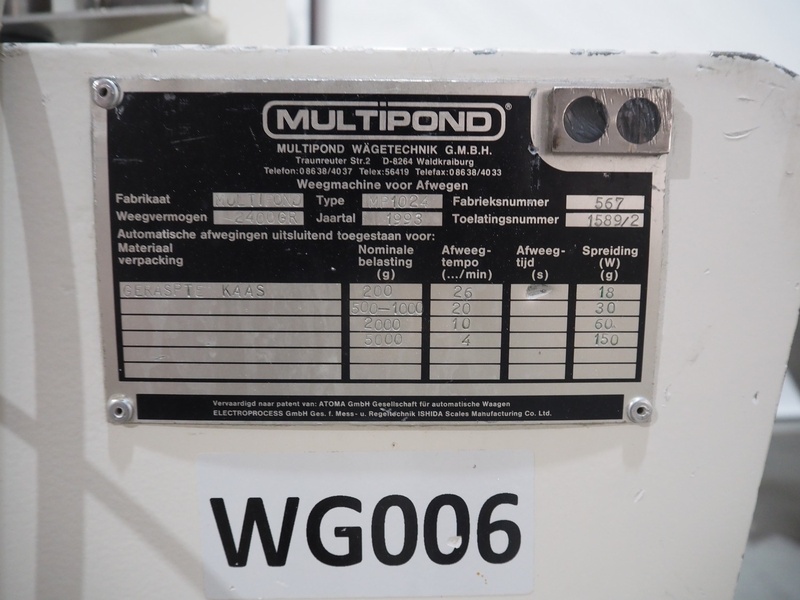 MULTIPOND®
MULTIPOND WÄGETECHNIK G.M.B.H.
Traunreuter Str.2 D-8264 Waldkraiburg
Telefon:08638/4037 Telex:56419 Telefax:08638/4033
Weegmachine voor Afwegen
Fabrikaat MULTIPOND Type MP1024 Fabrieksnummer 567
Weegvermogen Jaartal Toelatingsnummer 1589/2
Automatische afwegingen uitsluitend toegestaan voor:
Materiaal Nominale Afweeg- Afweeg- Spreiding
verpacking belasting tempo tijd (W)
(g) (.../min) (s) (g)
GERASPTE KAAS 200 26 18
500-1000 20 30
2000 10 60
5000 4 150
Vervaardigd naar patent van: ATOMA GmbH Gesellschaft für automatische Waagen
ELECTROPROCESS GmbH Ges. f. Mess- u. Regeltechnik ISHIDA Scales Manufacturing Co. Ltd.
WG006